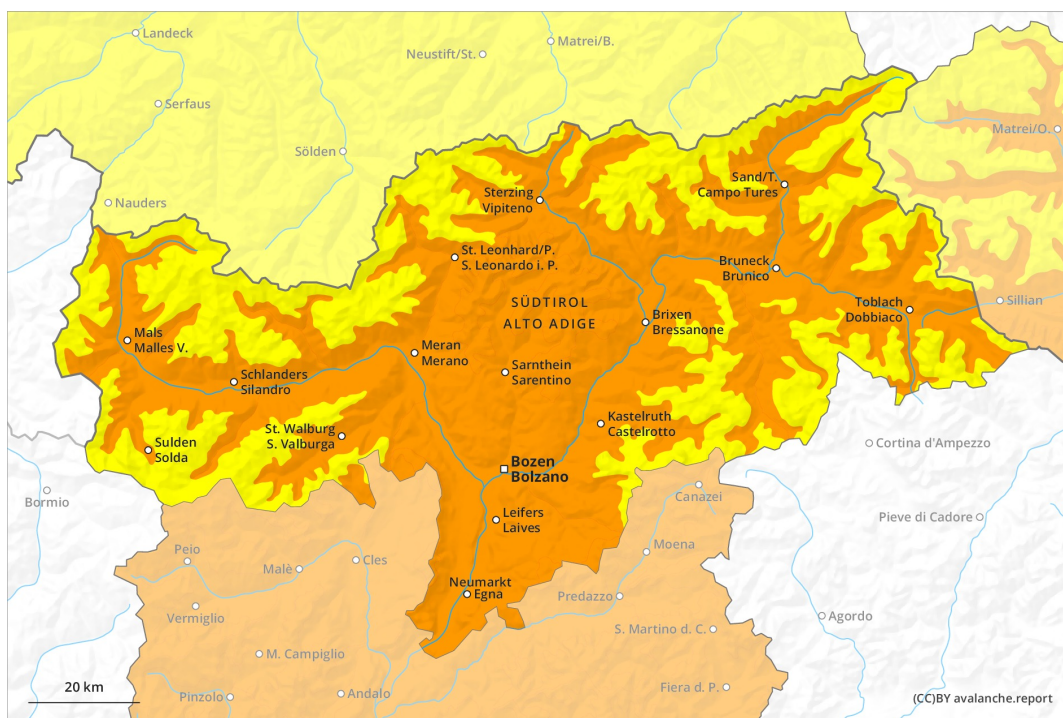 Landeck
Neustift/St.
Matrei/B.
Serfaus
Matrei/O.
Sölden
Sand/T.
Campo Tures
Sterzing
Vipiteno
Nauders
St. Leonhard/P.
S. Leonardo i. P.
Bruneck
Brunico
SÜDTIROL
ALTO ADIGE
Toblach
Dobbiaco
Sillian
Brixen
Bressanone
Mals
Malles V.
Meran
Merano
Sarnthein
Sarentino
Schlanders
Silandro
Kastelruth
Castelrotto
St. Walburg
S. Valburga
Sulden
Solda
Cortina d'Ampezzo
Bozen
Bolzano
Bormio
Canazei
Pieve di Cadore
Leifers
Laives
Peio
Moena
Cles
Malè
Neumarkt
Egna
Predazzo
Vermiglio
Agordo
S. Martino d. C.
M. Campiglio
20 km
Pinzolo
Andalo
Fiera d. P.
(CC)BY avalanche.report